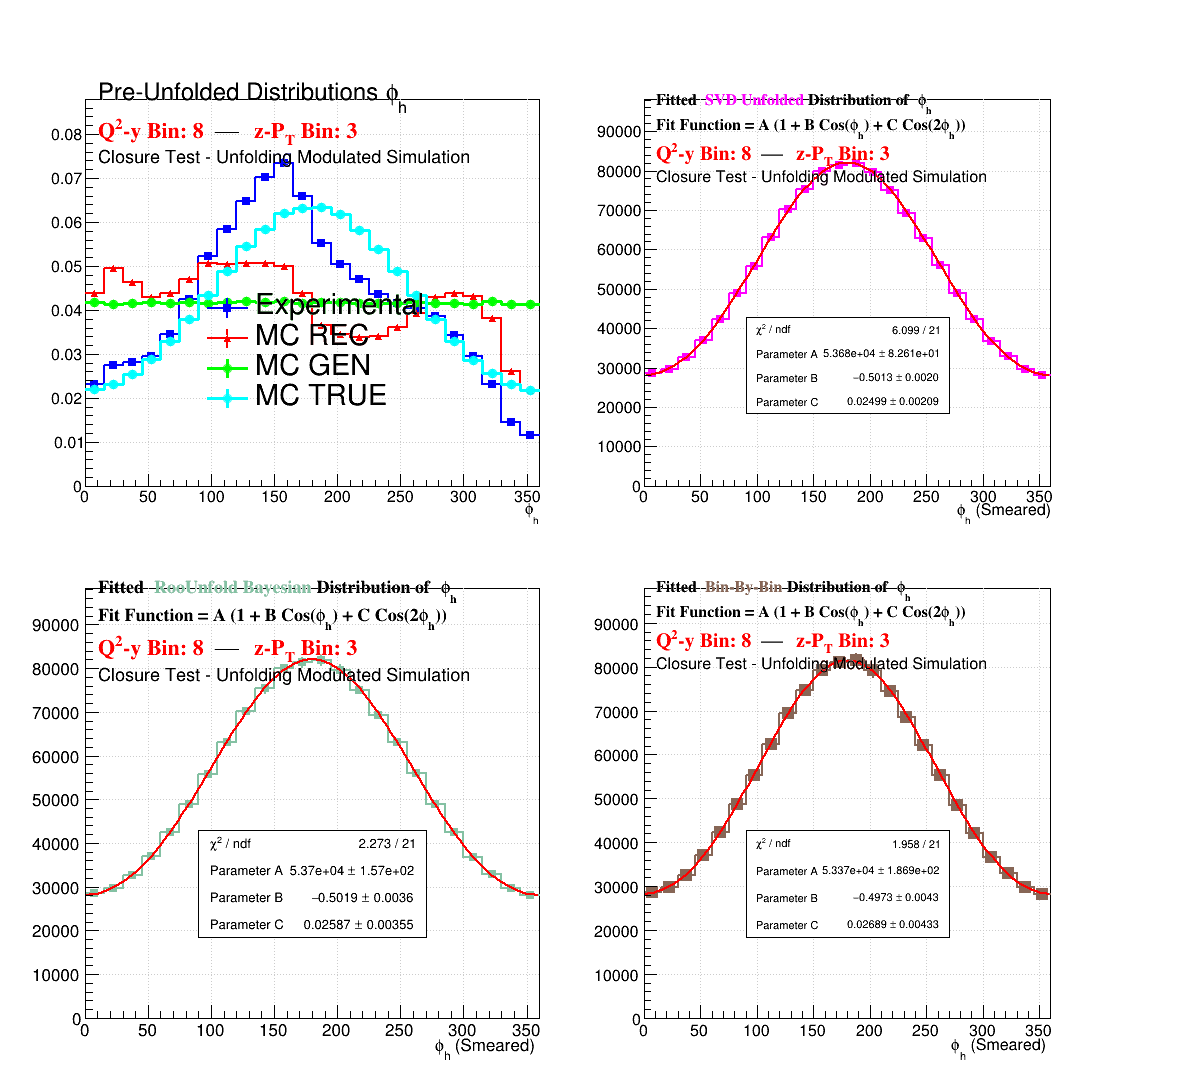 Pre-Unfolded Distributions ϕh
Q²-y Bin: 8 — z-PT Bin: 3
Closure Test - Unfolding Modulated Simulation
0.08
0.07
0.06
0.05
0.04
0.03
0.02
0.01
0
Experimental
MC REC
MC GEN
MC TRUE
0 50 100 150 200 250 300 350
ϕh
Fitted SVD Unfolded Distribution of ϕh
Fit Function = A (1 + B Cos(ϕh) + C Cos(2ϕh))
Q²-y Bin: 8 — z-PT Bin: 3
Closure Test - Unfolding Modulated Simulation
90000
80000
70000
60000
50000
40000
30000
20000
10000
0
χ² / ndf 6.099 / 21
Parameter A 5.368e+04 ± 8.261e+01
Parameter B −0.5013 ± 0.0020
Parameter C 0.02499 ± 0.00209
0 50 100 150 200 250 300 350
ϕh (Smeared)
Fitted RooUnfold Bayesian Distribution of ϕh
Fit Function = A (1 + B Cos(ϕh) + C Cos(2ϕh))
Q²-y Bin: 8 — z-PT Bin: 3
Closure Test - Unfolding Modulated Simulation
90000
80000
70000
60000
50000
40000
30000
20000
10000
0
χ² / ndf 2.273 / 21
Parameter A 5.37e+04 ± 1.57e+02
Parameter B −0.5019 ± 0.0036
Parameter C 0.02587 ± 0.00355
0 50 100 150 200 250 300 350
ϕh (Smeared)
Fitted Bin-By-Bin Distribution of ϕh
Fit Function = A (1 + B Cos(ϕh) + C Cos(2ϕh))
Q²-y Bin: 8 — z-PT Bin: 3
Closure Test - Unfolding Modulated Simulation
90000
80000
70000
60000
50000
40000
30000
20000
10000
0
χ² / ndf 1.958 / 21
Parameter A 5.337e+04 ± 1.869e+02
Parameter B −0.4973 ± 0.0043
Parameter C 0.02689 ± 0.00433
0 50 100 150 200 250 300 350
ϕh (Smeared)